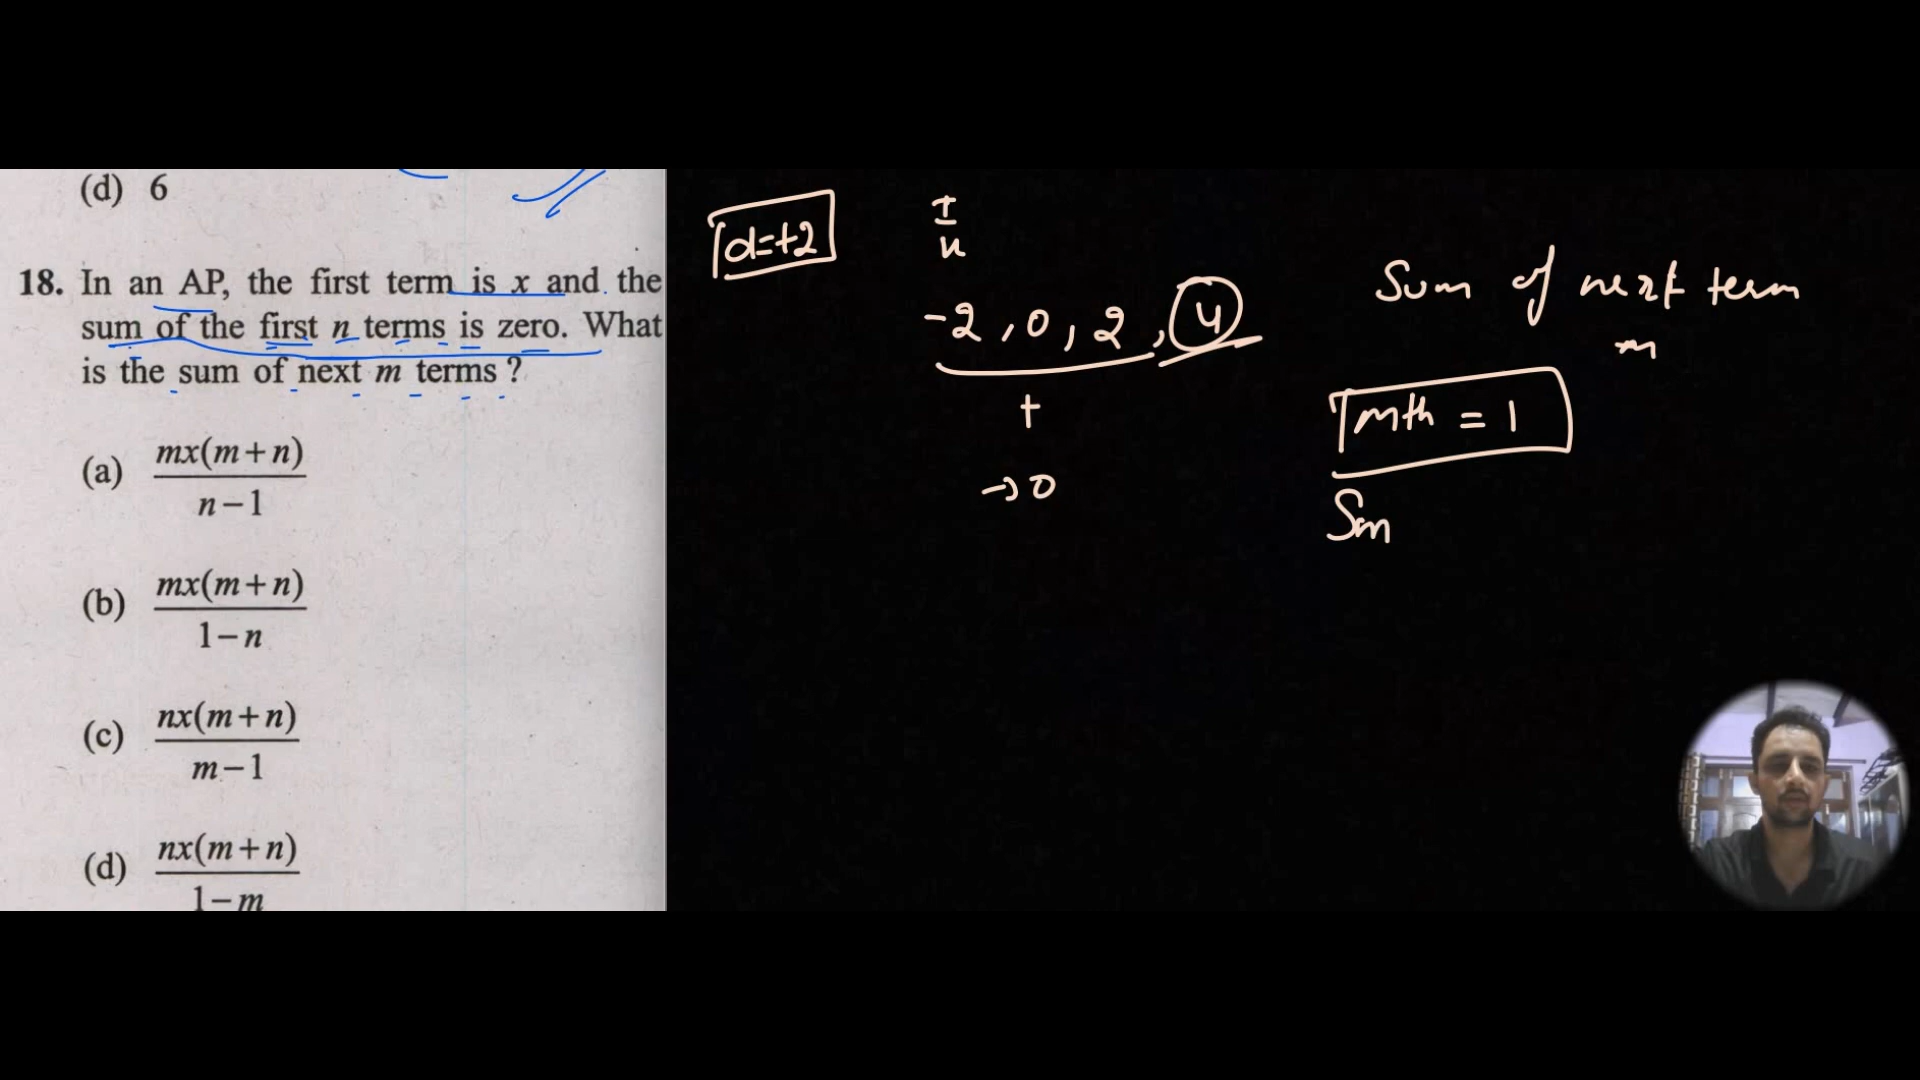 (d) 6
18. In an AP, the first term is x and the
sum of the first n terms is zero. What
is the sum of next m terms ?
(a) mx(m+n)
n−1
(b) mx(m+n)
1−n
(c) nx(m+n)
m−1
(d) nx(m+n)
1−m
d=+2
-2, 0, 2, 4
+
→0
Sum of next term
m
mth = 1
Sm